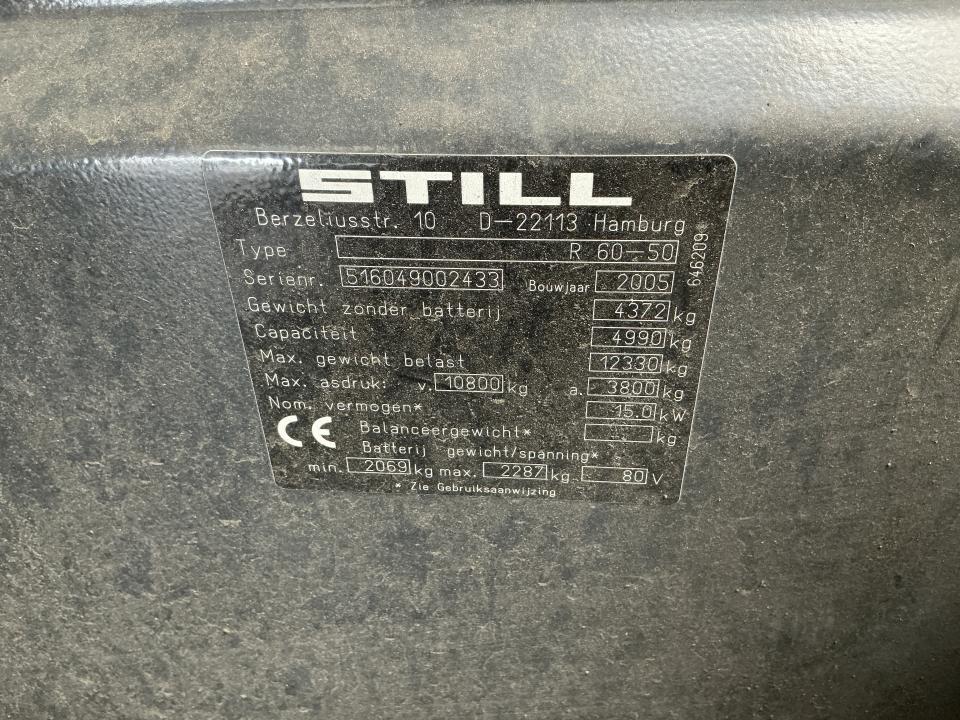 STILL
Berzeliusstr. 10 D-22113 Hamburg
Type R 60-50
646209*
Serienr. 516049002433 Bouwjaar 2005
Gewicht zonder batterij 4372 kg
Capaciteit 4990 kg
Max. gewicht belast 12330 kg
Max. asdruk: v. 10800 kg a. 3800 kg
Nom. vermogen* 15.0 kW
CE Balanceergewicht* kg
Batterij gewicht/spanning*
min. 2069 kg max. 2287 kg 80 V
* Zie Gebruiksaanwijzing